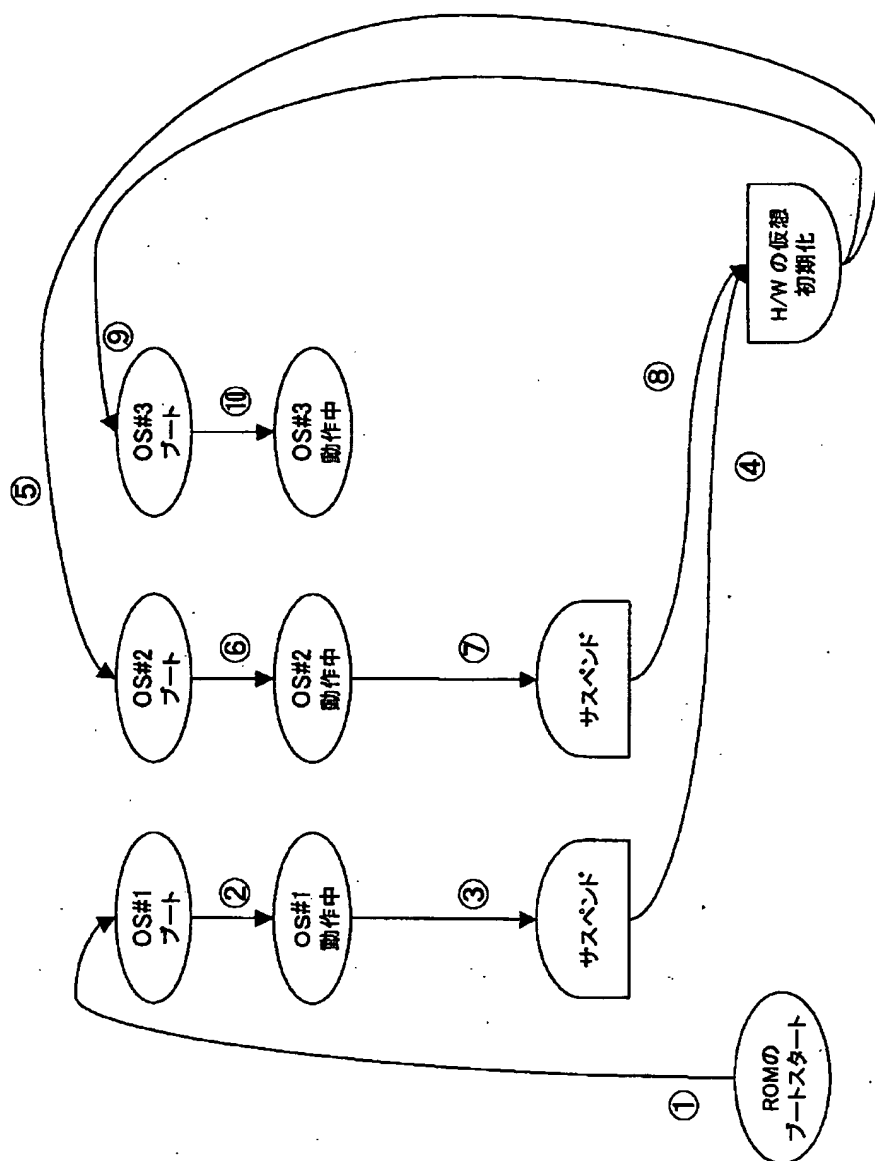 ①
ROMの
ブートスタート
OS#1
ブート
②
OS#1
動作中
③
サスペンド
④
⑤
OS#2
ブート
⑥
OS#2
動作中
⑦
サスペンド
⑧
H/W の仮想
初期化
⑨
OS#3
ブート
⑩
OS#3
動作中